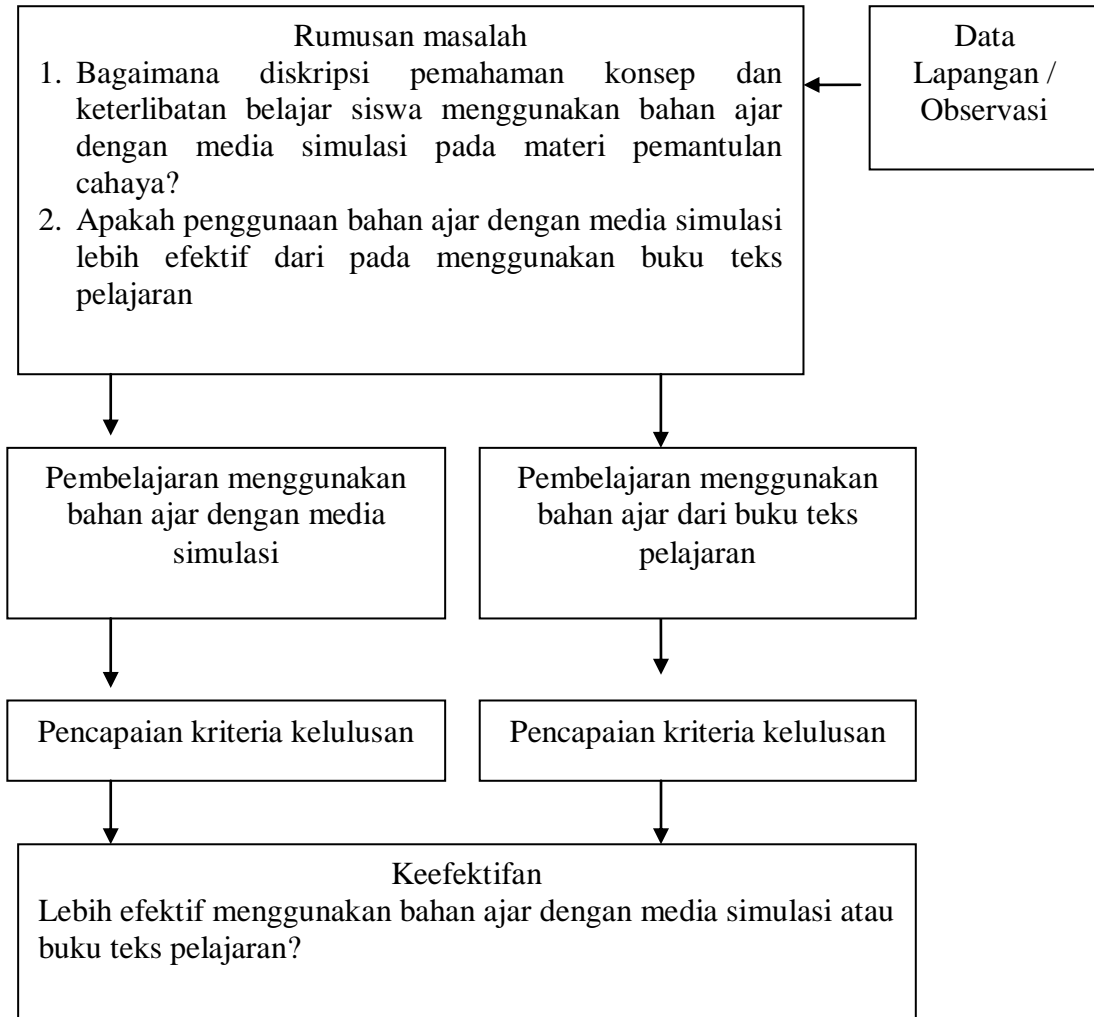 Rumusan masalah
1. Bagaimana diskripsi pemahaman konsep dan
keterlibatan belajar siswa menggunakan bahan ajar
dengan media simulasi pada materi pemantulan
cahaya?
2. Apakah penggunaan bahan ajar dengan media simulasi
lebih efektif dari pada menggunakan buku teks
pelajaran
Data
Lapangan /
Observasi
Pembelajaran menggunakan
bahan ajar dengan media
simulasi
Pembelajaran menggunakan
bahan ajar dari buku teks
pelajaran
Pencapaian kriteria kelulusan
Pencapaian kriteria kelulusan
Keefektifan
Lebih efektif menggunakan bahan ajar dengan media simulasi atau
buku teks pelajaran?